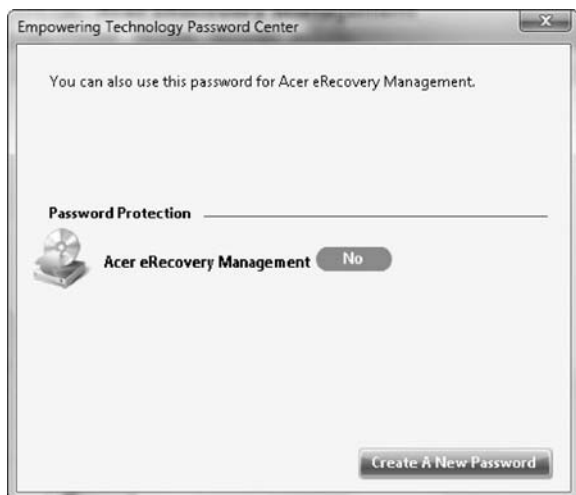 Empowering Technology Password Center
You can also use this password for Acer eRecovery Management.
Password Protection
Acer eRecovery Management No
Create A New Password